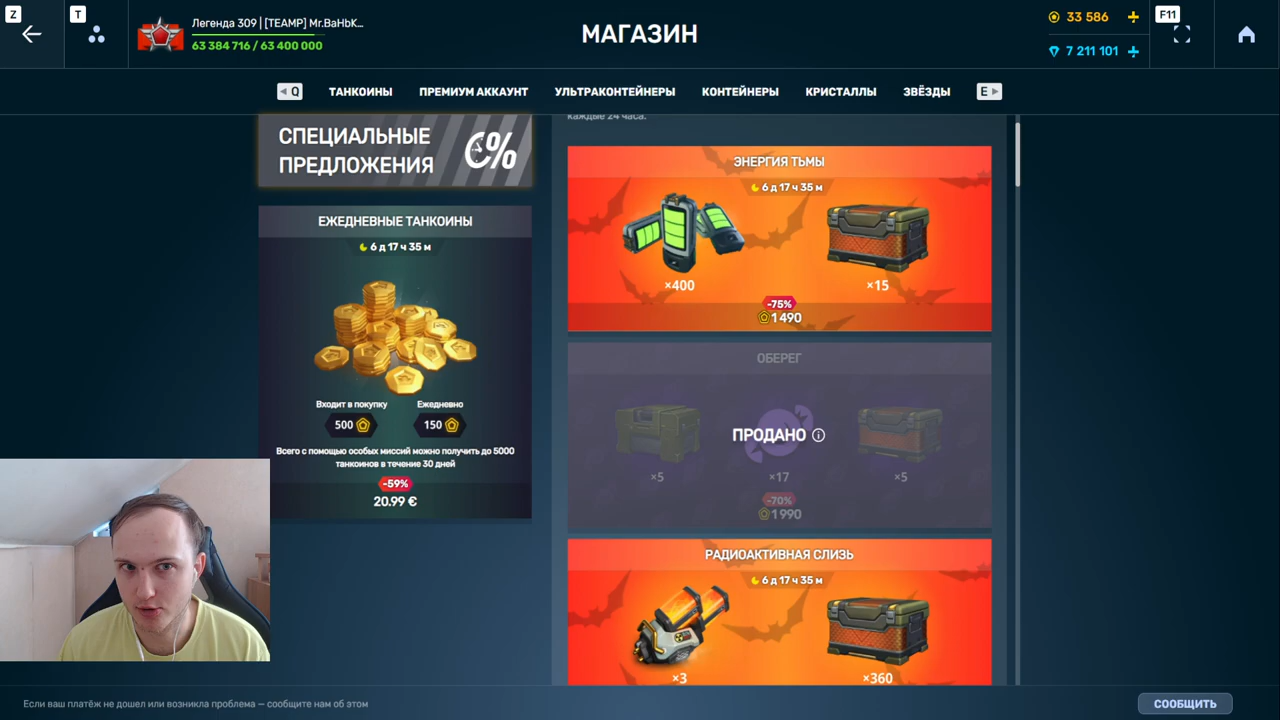 Z
T
Легенда 309 | [TEAMP] Mr.BaHbK...
63 384 716 / 63 400 000
МАГАЗИН
33 586
7 211 101
F11
Q
ТАНКОИНЫ
ПРЕМИУМ АККАУНТ
УЛЬТРАКОНТЕЙНЕРЫ
КОНТЕЙНЕРЫ
КРИСТАЛЛЫ
ЗВЁЗДЫ
E
СПЕЦИАЛЬНЫЕ
ПРЕДЛОЖЕНИЯ
%
ЕЖЕДНЕВНЫЕ ТАНКОИНЫ
6 д 17 ч 35 м
Входит в покупку
Ежедневно
500
150
Всего с помощью особых миссий можно получить до 5000
танкоинов в течение 30 дней
-59%
20.99 €
каждые 24 часа.
ЭНЕРГИЯ ТЬМЫ
6 д 17 ч 35 м
×400
×15
-75%
1 490
ОБЕРЕГ
ПРОДАНО
×5
×17
×5
-70%
1 990
РАДИОАКТИВНАЯ СЛИЗЬ
6 д 17 ч 35 м
×3
×360
Если ваш платёж не дошел или возникла проблема — сообщите нам об этом
СООБЩИТЬ